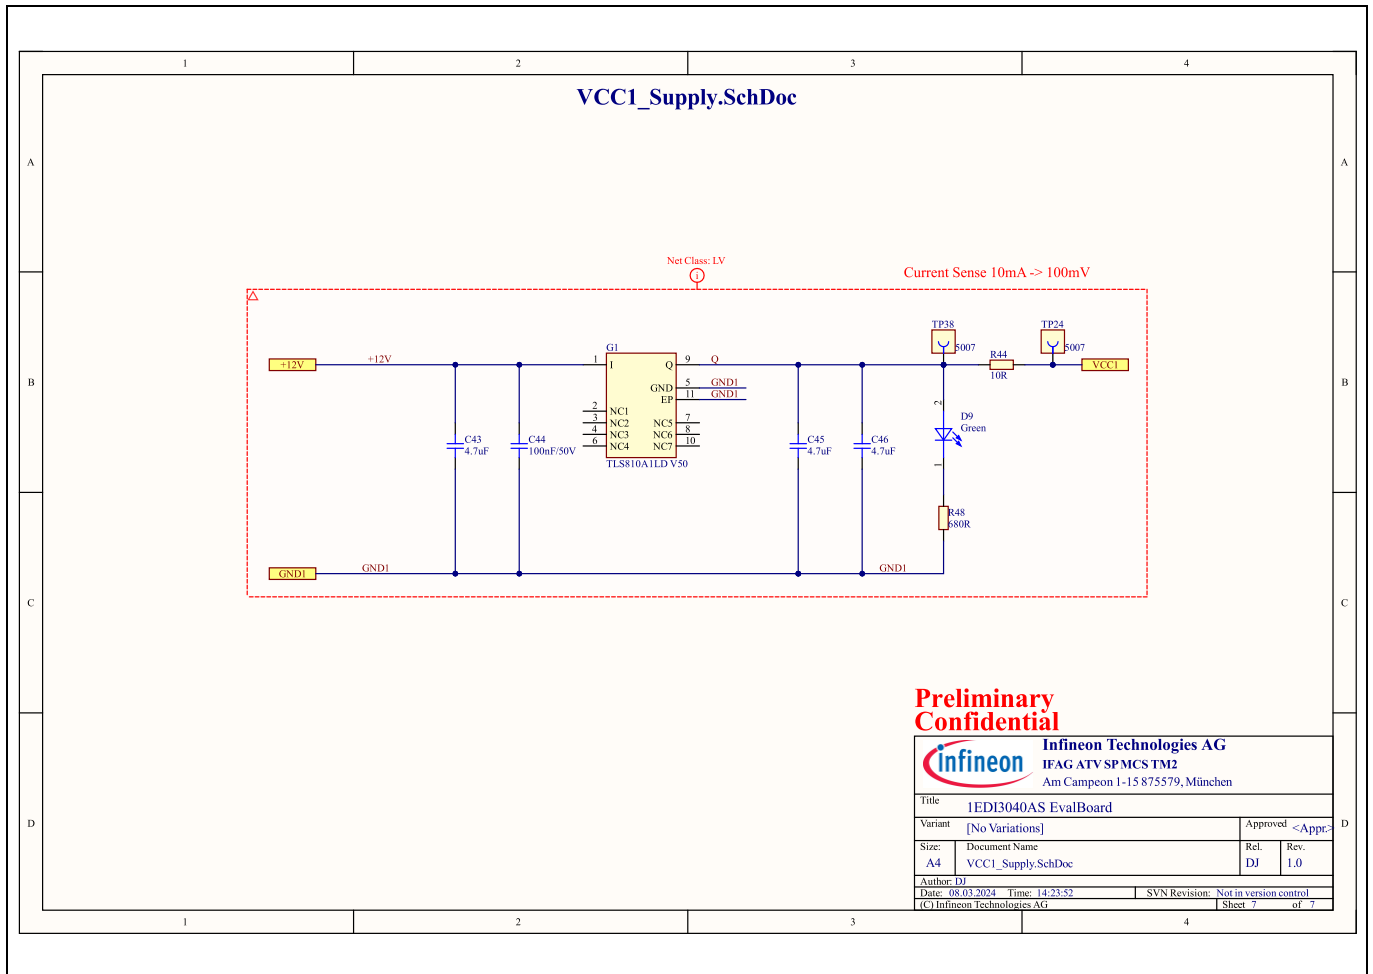 1 2 3 4
VCC1_Supply.SchDoc
A A
Net Class: LV
i
Current Sense 10mA -> 100mV
TP38 TP24
5007 5007
G1
+12V +12V 1 I Q 9 Q R44 VCC1
10R
GND 5 GND1
EP 11 GND1
B B
2 NC1
3 NC2 NC5 7
4 NC3 NC6 8
6 NC4 NC7 10
TLS810A1LD V50
C43
4.7uF
C44
100nF/50V
C45
4.7uF
C46
4.7uF
2
D9
Green
1
R48
680R
GND1 GND1 GND1
C C
Preliminary
Confidential
infineon
Infineon Technologies AG
IFAG ATV SP MCS TM2
Am Campeon 1-15 875579, München
Title 1EDI3040AS EvalBoard
D D
Variant [No Variations] Approved <Appr.>
Size: Document Name Rel. Rev.
A4 VCC1_Supply.SchDoc DJ 1.0
Author: DJ
Date: 08.03.2024 Time: 14:23:52 SVN Revision: Not in version control
(C) Infineon Technologies AG Sheet 7 of 7
1 2 3 4